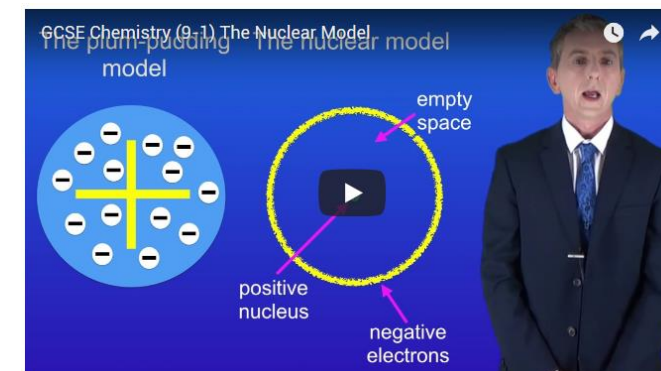 GCSE Chemistry (9-1) The Nuclear Model
The plum-pudding
model
The nuclear model
empty
space
positive
nucleus
negative
electrons